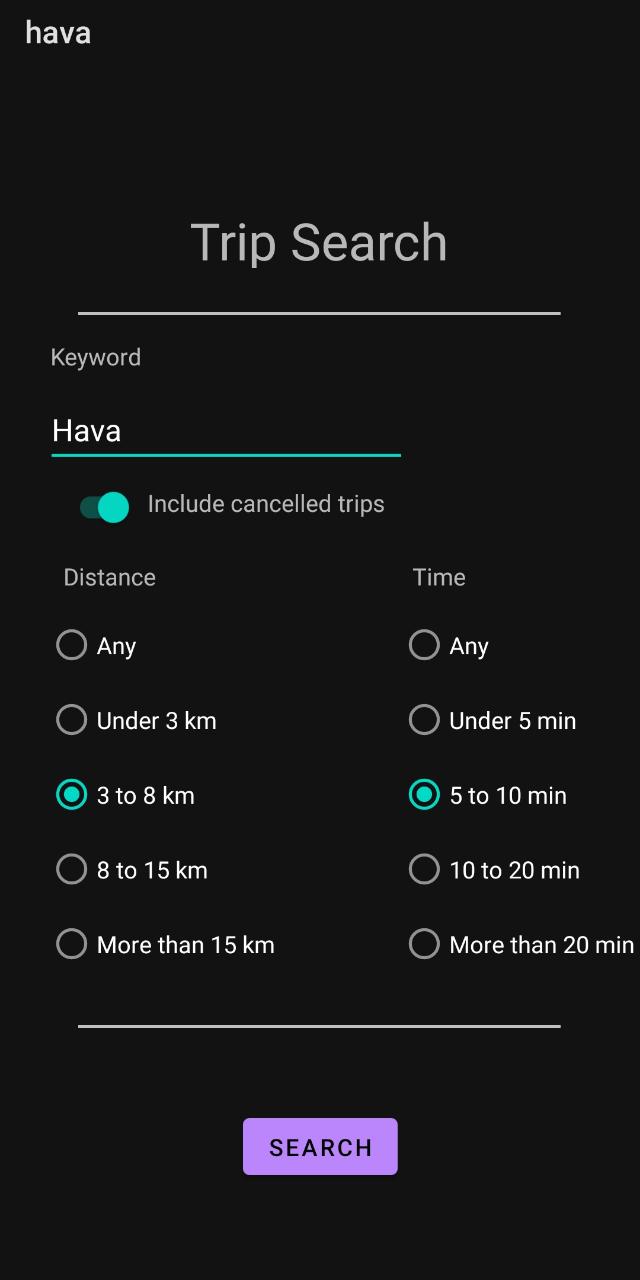 hava
Trip Search
Keyword
Hava
Include cancelled trips
Distance
Time
Any
Any
Under 3 km
Under 5 min
3 to 8 km
5 to 10 min
8 to 15 km
10 to 20 min
More than 15 km
More than 20 min
SEARCH